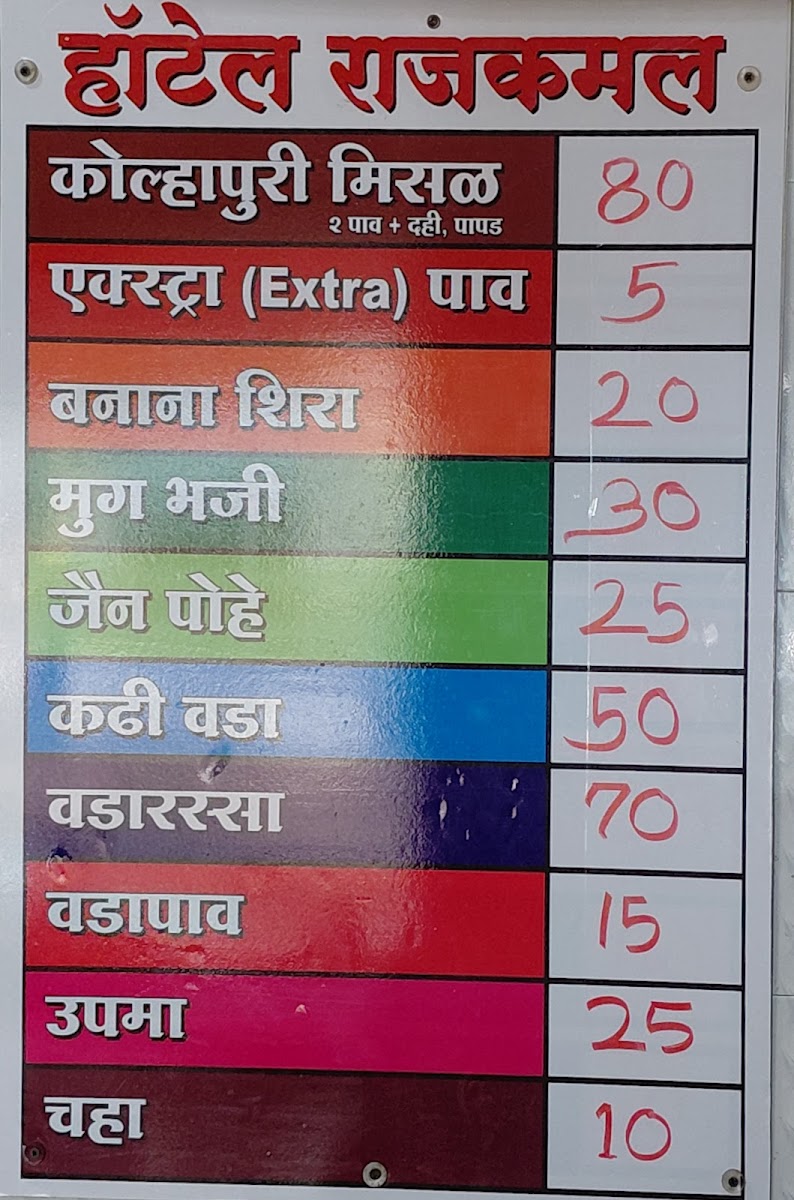 हॉटेल राजकमल
कोल्हापुरी मिसळ 80
२ पाव + दही, पापड
एक्स्ट्रा (Extra) पाव 5
बनाना शिरा 20
मुग भजी 30
जैन पोहे 25
कढी वडा 50
वडारस्सा 70
वडापाव 15
उपमा 25
चहा 10